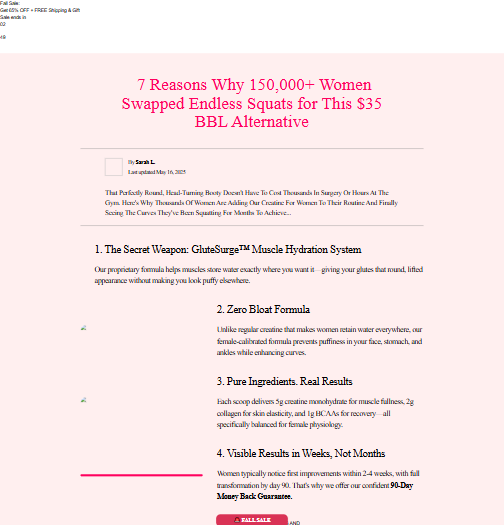 Fall Sale:
Get 65% OFF + FREE Shipping & Gift
Sale ends in
02
49
7 Reasons Why 150,000+ Women
Swapped Endless Squats for This $35
BBL Alternative
By Sarah L.
Last updated May 16, 2025
That Perfectly Round, Head-Turning Booty Doesn't Have To Cost Thousands In Surgery Or Hours At The
Gym. Here's Why Thousands Of Women Are Adding Our Creatine For Women To Their Routine And Finally
Seeing The Curves They've Been Squatting For Months To Achieve...
1. The Secret Weapon: GluteSurge™ Muscle Hydration System
Our proprietary formula helps muscles store water exactly where you want it—giving your glutes that round, lifted
appearance without making you look puffy elsewhere.
2. Zero Bloat Formula
Unlike regular creatine that makes women retain water everywhere, our
female-calibrated formula prevents puffiness in your face, stomach, and
ankles while enhancing curves.
3. Pure Ingredients. Real Results
Each scoop delivers 5g creatine monohydrate for muscle fullness, 2g
collagen for skin elasticity, and 1g BCAAs for recovery—all
specifically balanced for female physiology.
4. Visible Results in Weeks, Not Months
Women typically notice first improvements within 2-4 weeks, with full
transformation by day 90. That's why we offer our confident 90-Day
Money Back Guarantee.
FALL SALE
AND